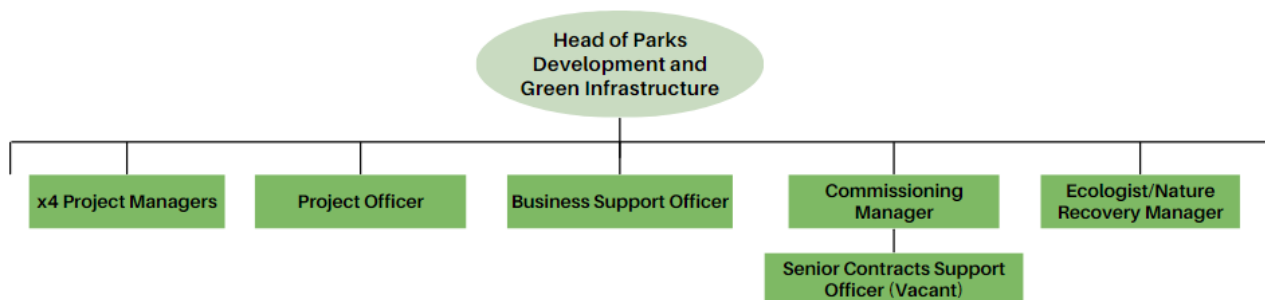 Head of Parks
Development and
Green Infrastructure
x4 Project Managers
Project Officer
Business Support Officer
Commissioning
Manager
Ecologist/Nature
Recovery Manager
Senior Contracts Support
Officer (Vacant)